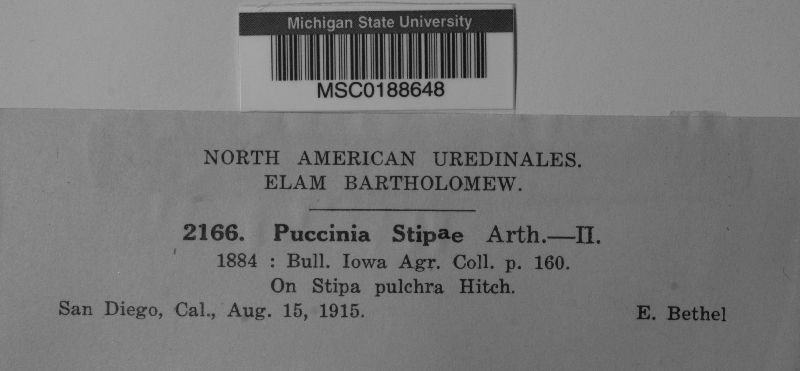 Michigan State University
MSC0188648
NORTH AMERICAN UREDINALES.
ELAM BARTHOLOMEW.
2166. Puccinia Stipae Arth.—II.
1884 : Bull. Iowa Agr. Coll. p. 160.
On Stipa pulchra Hitch.
San Diego, Cal., Aug. 15, 1915. E. Bethel